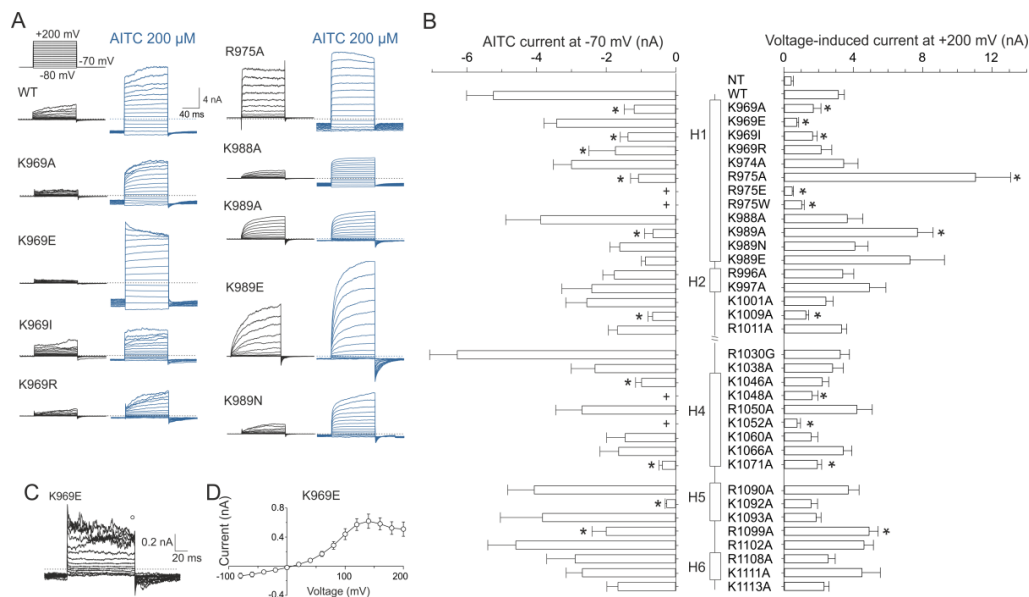 A
+200 mV
-70 mV
-80 mV
AITC 200 µM
WT
4 nA
40 ms
K969A
K969E
K969I
K969R
R975A
AITC 200 µM
K988A
K989A
K989E
K989N
B
AITC current at -70 mV (nA)
-6 -4 -2 0
Voltage-induced current at +200 mV (nA)
0 4 8 12
NT
WT
* K969A *
K969E *
* K969I *
* K969R
K974A
* R975A *
+ R975E *
+ R975W *
K988A
* K989A *
K989N
K989E
R996A
K997A
K1001A
* K1009A *
R1011A
R1030G
K1038A
* K1046A
+ K1048A *
R1050A
+ K1052A *
K1060A
K1066A
* K1071A *
R1090A
* K1092A
K1093A
* R1099A *
R1102A
R1108A
K1111A
K1113A
H1
H2
//
H4
H5
H6
C
K969E
0.2 nA
20 ms
D
K969E
Current (nA)
0.8
0.4
0.0
-0.4
-100 0 100 200
Voltage (mV)